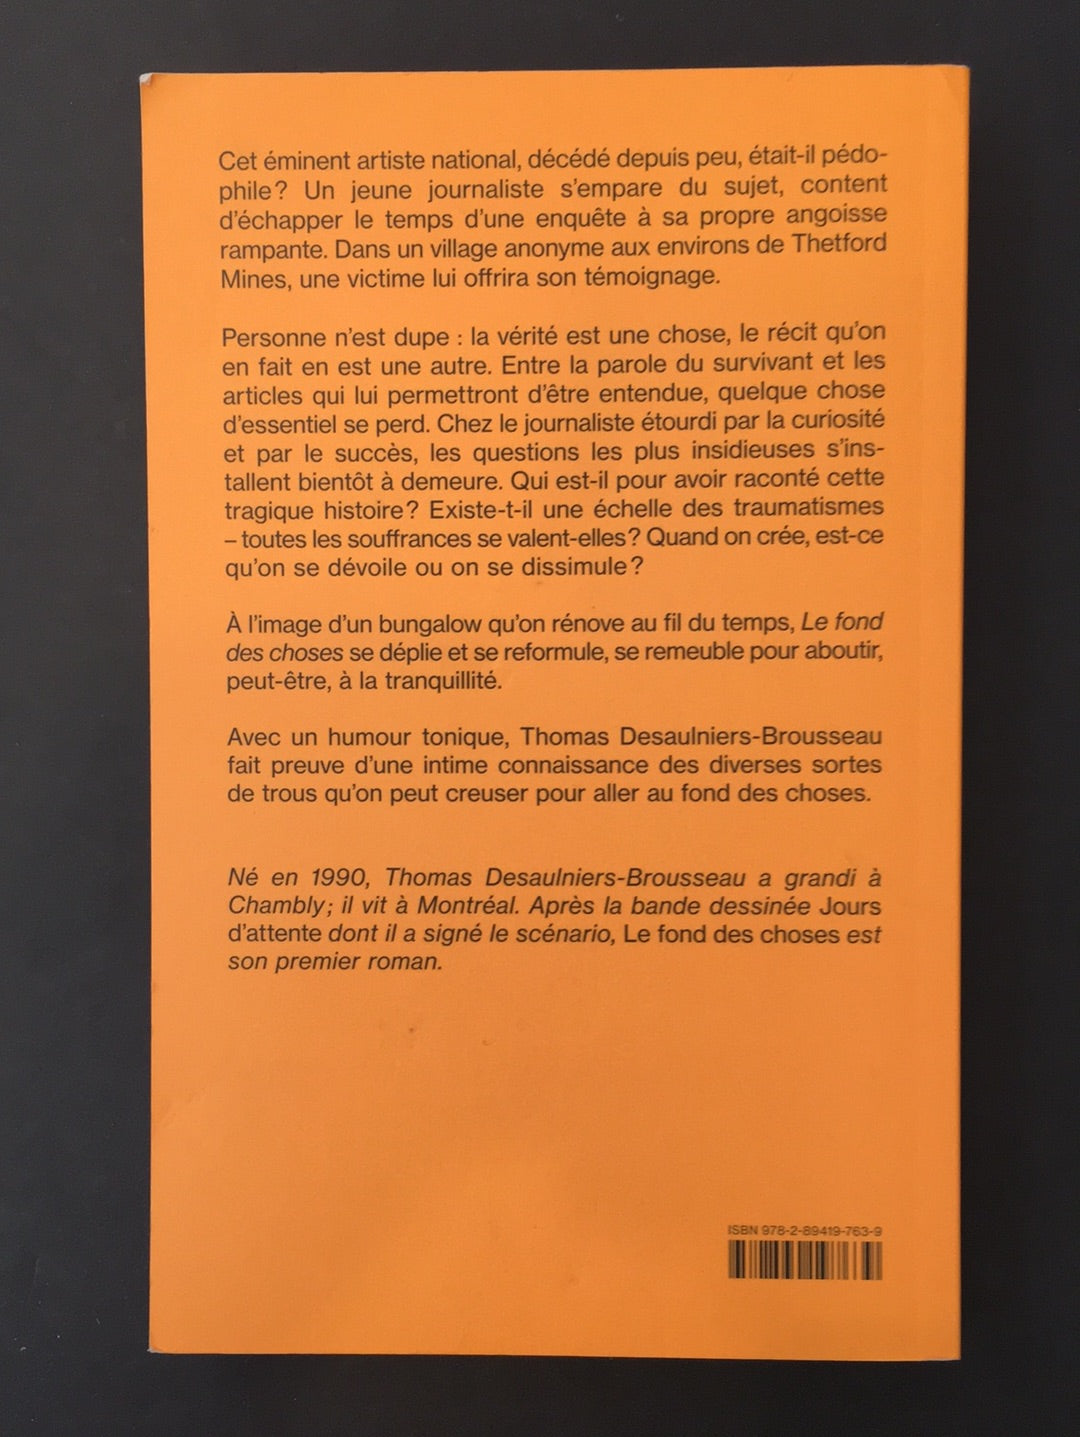 Cet éminent artiste national, décédé depuis peu, était-il pédo-
phile? Un jeune journaliste s'empare du sujet, content
d'échapper le temps d'une enquête à sa propre angoisse
rampante. Dans un village anonyme aux environs de Thetford
Mines, une victime lui offrira son témoignage.
Personne n'est dupe : la vérité est une chose, le récit qu'on
en fait en est une autre. Entre la parole du survivant et les
articles qui lui permettront d'être entendue, quelque chose
d'essentiel se perd. Chez le journaliste étourdi par la curiosité
et par le succès, les questions les plus insidieuses s'ins-
tallent bientôt à demeure. Qui est-il pour avoir raconté cette
tragique histoire? Existe-t-il une échelle des traumatismes
– toutes les souffrances se valent-elles? Quand on crée, est-ce
qu'on se dévoile ou on se dissimule?
À l'image d'un bungalow qu'on rénove au fil du temps, Le fond
des choses se déplie et se reformule, se remeuble pour aboutir,
peut-être, à la tranquillité.
Avec un humour tonique, Thomas Desaulniers-Brousseau
fait preuve d'une intime connaissance des diverses sortes
de trous qu'on peut creuser pour aller au fond des choses.
Né en 1990, Thomas Desaulniers-Brousseau a grandi à
Chambly; il vit à Montréal. Après la bande dessinée Jours
d'attente dont il a signé le scénario, Le fond des choses est
son premier roman.
ISBN 978-2-89419-763-9